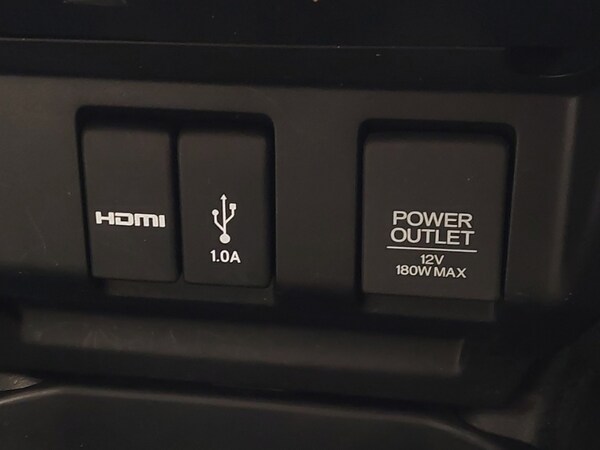 HDMI
1.0A
POWER
OUTLET
12V
180W MAX